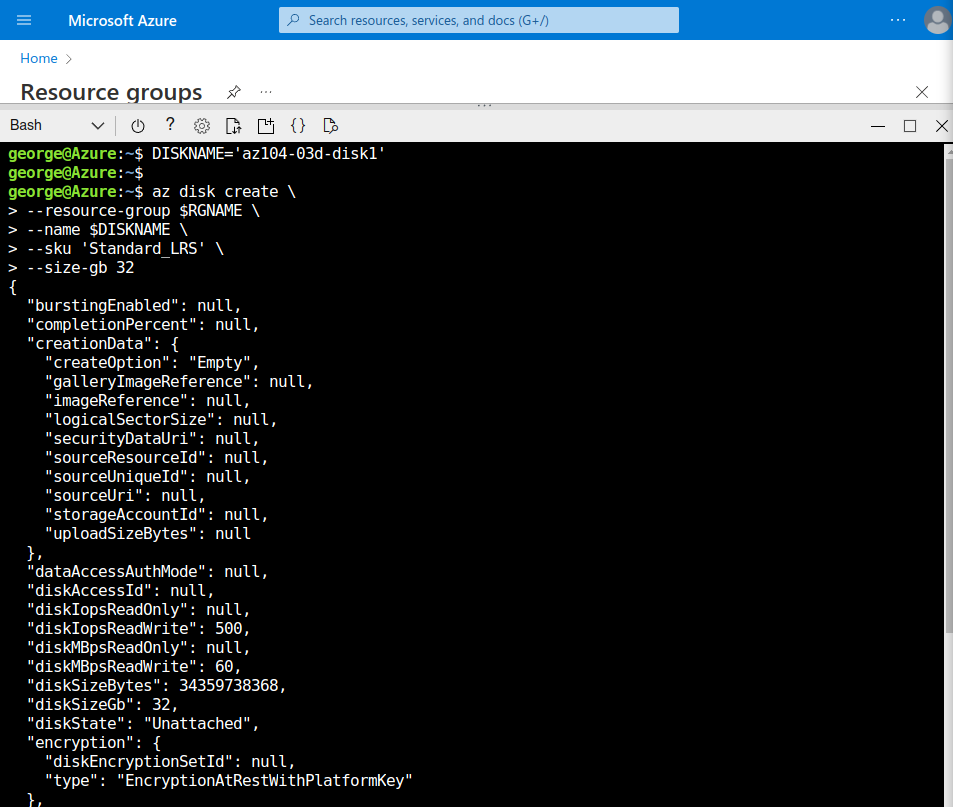 Microsoft Azure
Search resources, services, and docs (G+/)
Home
Resource groups
Bash
george@Azure:~$ DISKNAME='az104-03d-disk1'
george@Azure:~$
george@Azure:~$ az disk create \
> --resource-group $RGNAME \
> --name $DISKNAME \
> --sku 'Standard_LRS' \
> --size-gb 32
{
  "burstingEnabled": null,
  "completionPercent": null,
  "creationData": {
    "createOption": "Empty",
    "galleryImageReference": null,
    "imageReference": null,
    "logicalSectorSize": null,
    "securityDataUri": null,
    "sourceResourceId": null,
    "sourceUniqueId": null,
    "sourceUri": null,
    "storageAccountId": null,
    "uploadSizeBytes": null
  },
  "dataAccessAuthMode": null,
  "diskAccessId": null,
  "diskIopsReadOnly": null,
  "diskIopsReadWrite": 500,
  "diskMBpsReadOnly": null,
  "diskMBpsReadWrite": 60,
  "diskSizeBytes": 34359738368,
  "diskSizeGb": 32,
  "diskState": "Unattached",
  "encryption": {
    "diskEncryptionSetId": null,
    "type": "EncryptionAtRestWithPlatformKey"
  },